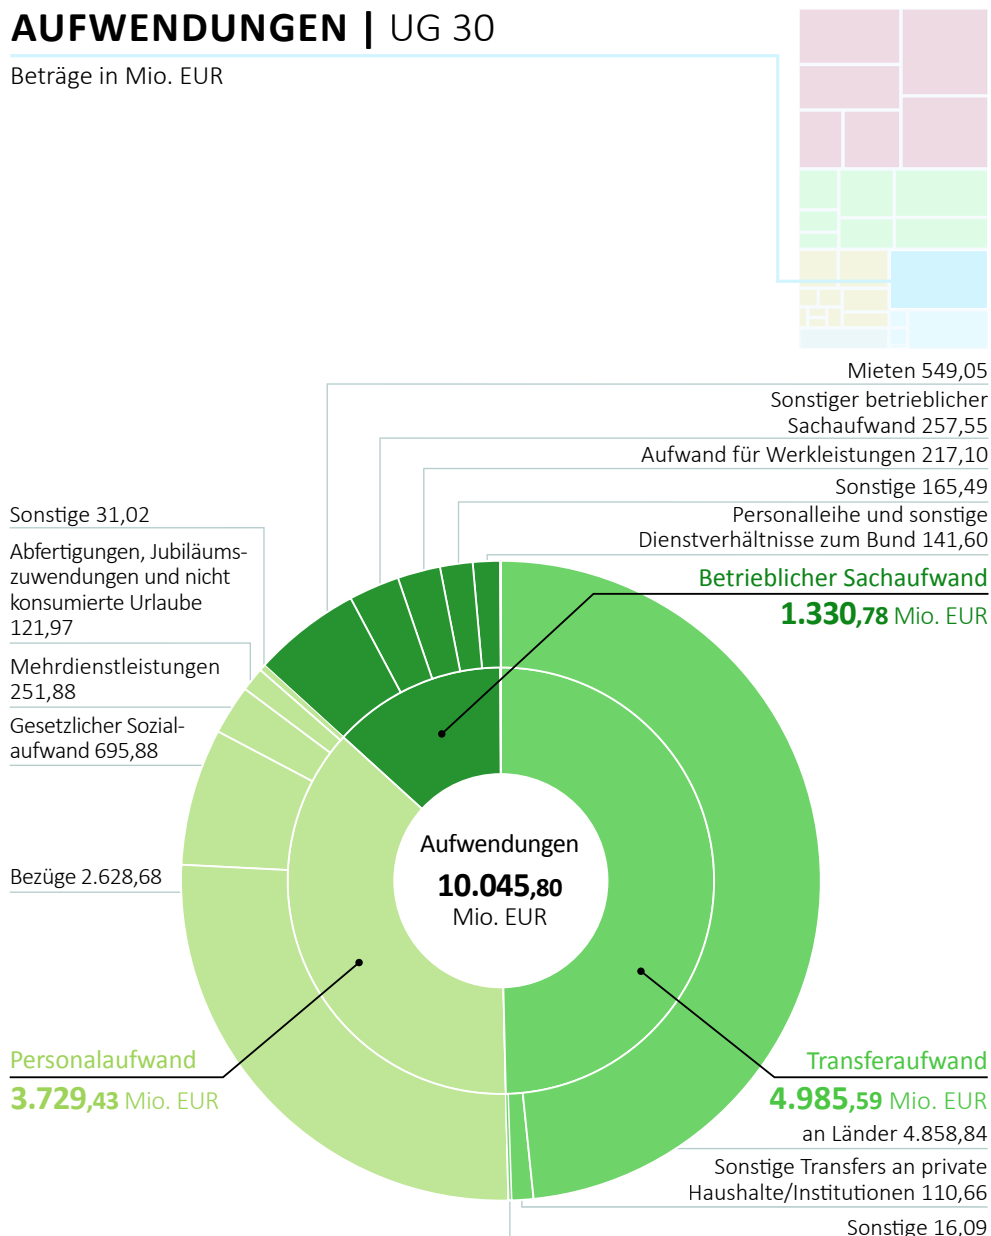 AUFWENDUNGEN | UG 30
Beträge in Mio. EUR
Mieten 549,05
Sonstiger betrieblicher
Sachaufwand 257,55
Aufwand für Werkleistungen 217,10
Sonstige 165,49
Personalleihe und sonstige
Dienstverhältnisse zum Bund 141,60
Betrieblicher Sachaufwand
1.330,78 Mio. EUR
Sonstige 31,02
Abfertigungen, Jubiläums-
zuwendungen und nicht
konsumierte Urlaube
121,97
Mehrdienstleistungen
251,88
Gesetzlicher Sozial-
aufwand 695,88
Bezüge 2.628,68
Aufwendungen
10.045,80
Mio. EUR
Personalaufwand
3.729,43 Mio. EUR
Transferaufwand
4.985,59 Mio. EUR
an Länder 4.858,84
Sonstige Transfers an private
Haushalte/Institutionen 110,66
Sonstige 16,09